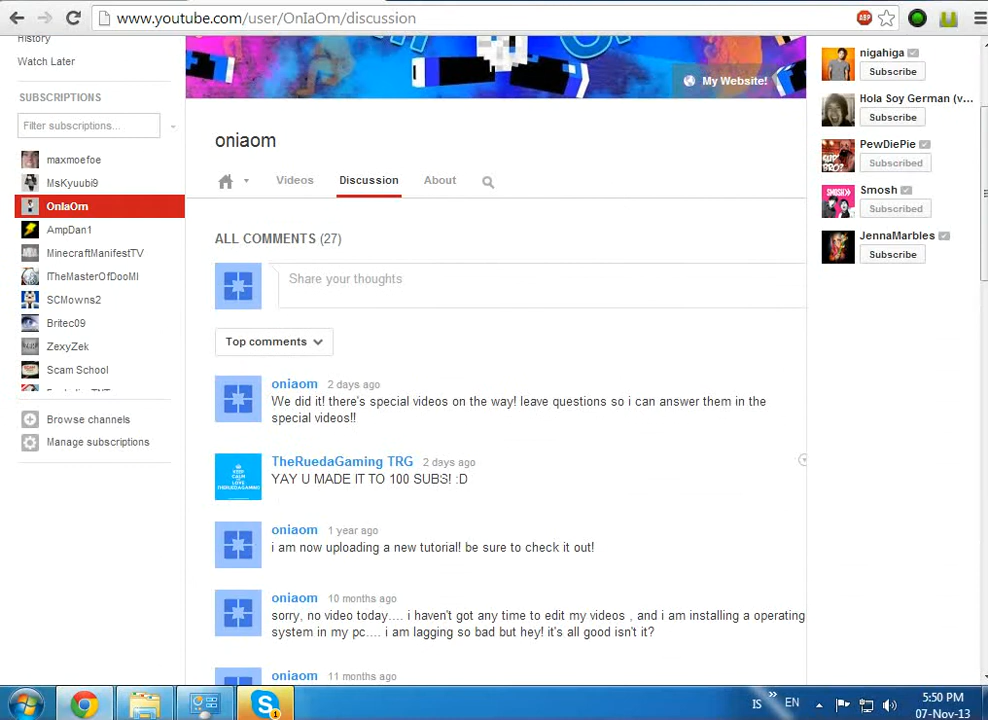 www.youtube.com/user/OnIaOm/discussion
ABP
History
Watch Later
SUBSCRIPTIONS
Filter subscriptions...
maxmoefoe
MsKyuubi9
OnIaOm
AmpDan1
MinecraftManifestTV
ITheMasterOfDooMI
SCMowns2
Britec09
ZexyZek
Scam School
Browse channels
Manage subscriptions
My Website!
oniaom
Videos
Discussion
About
ALL COMMENTS (27)
Share your thoughts
Top comments
oniaom 2 days ago
We did it! there's special videos on the way! leave questions so i can answer them in the
special videos!!
TheRuedaGaming TRG 2 days ago
YAY U MADE IT TO 100 SUBS! :D
oniaom 1 year ago
i am now uploading a new tutorial! be sure to check it out!
oniaom 10 months ago
sorry, no video today.... i haven't got any time to edit my videos , and i am installing a operating
system in my pc.... i am lagging so bad but hey! it's all good isn't it?
oniaom 11 months ago
nigahiga
Subscribe
Hola Soy German (v...
Subscribe
PewDiePie
Subscribed
Smosh
Subscribed
JennaMarbles
Subscribe
IS
EN
5:50 PM
07-Nov-13